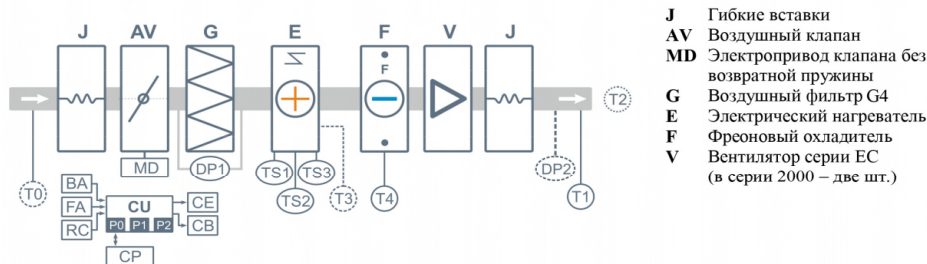 J AV G E F V J
F
T2
MD DP1 TS1 TS3 DP2
T0 TS2 T3 T4 T1
BA
FA CU CE
RC P0 P1 P2 CB
CP
J Гибкие вставки
AV Воздушный клапан
MD Электропривод клапана без
возвратной пружины
G Воздушный фильтр G4
E Электрический нагреватель
F Фреоновый охладитель
V Вентилятор серии EC
(в серии 2000 – две шт.)